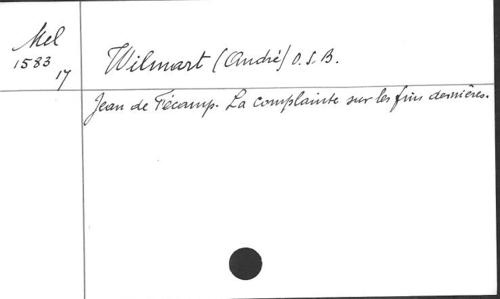 Mel
1583
17
Wilmart (André) O.S.B.
Jean de Fécamp. La complainte sur les fins dernières.